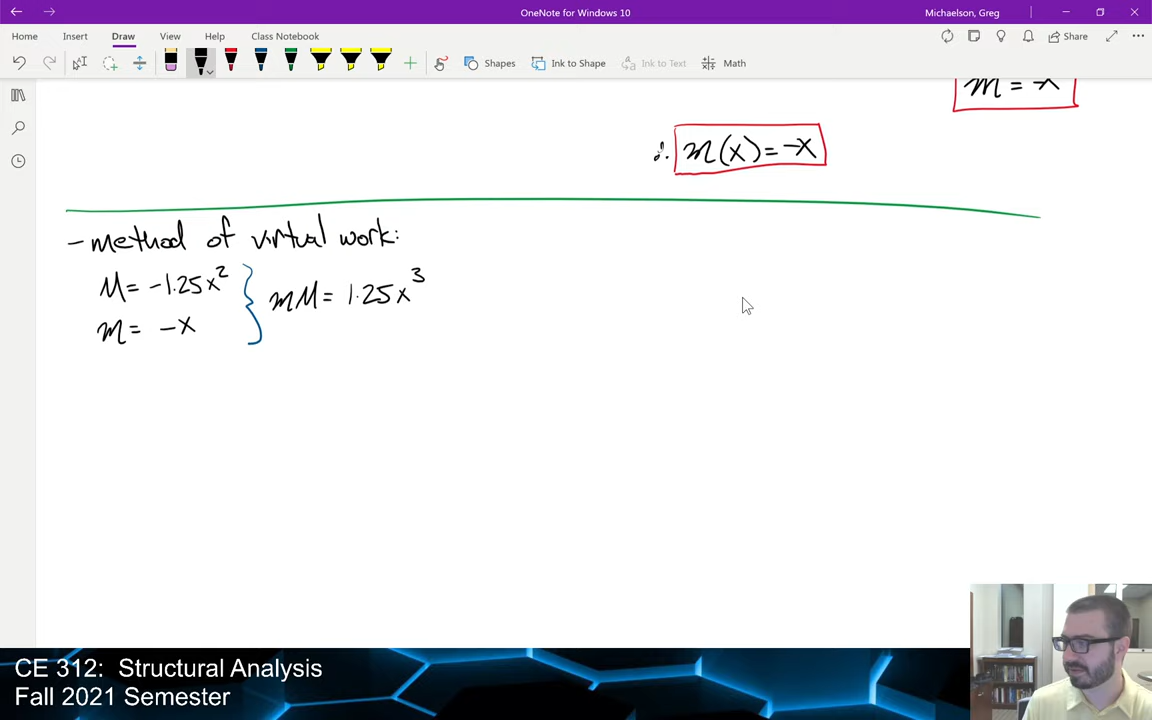 OneNote for Windows 10
Michaelson, Greg
Home Insert Draw View Help Class Notebook
Share
Shapes Ink to Shape Ink to Text Math
m = -x
∴ m(x) = -x
- method of virtual work:
M = -1.25x²
m = -x
mM = 1.25x³
CE 312: Structural Analysis
Fall 2021 Semester